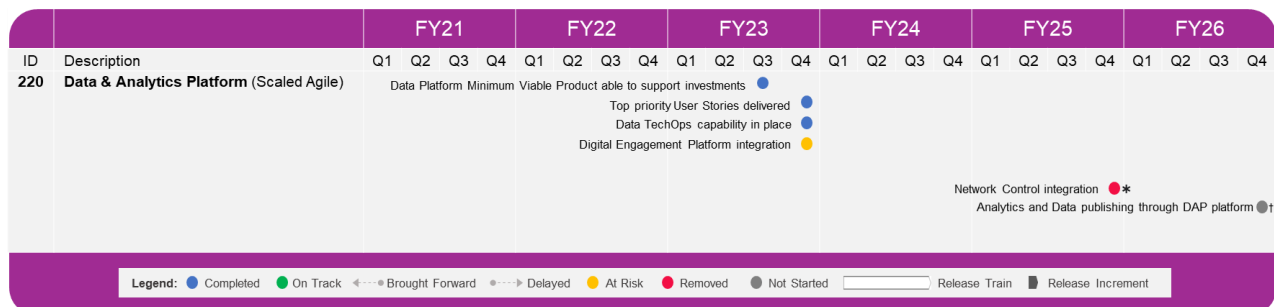 FY21 FY22 FY23 FY24 FY25 FY26
ID Description Q1 Q2 Q3 Q4 Q1 Q2 Q3 Q4 Q1 Q2 Q3 Q4 Q1 Q2 Q3 Q4 Q1 Q2 Q3 Q4 Q1 Q2 Q3 Q4
220 Data & Analytics Platform (Scaled Agile)
Data Platform Minimum Viable Product able to support investments
Top priority User Stories delivered
Data TechOps capability in place
Digital Engagement Platform integration
Network Control integration *
Analytics and Data publishing through DAP platform †
Legend: Completed On Track Brought Forward Delayed At Risk Removed Not Started Release Train Release Increment